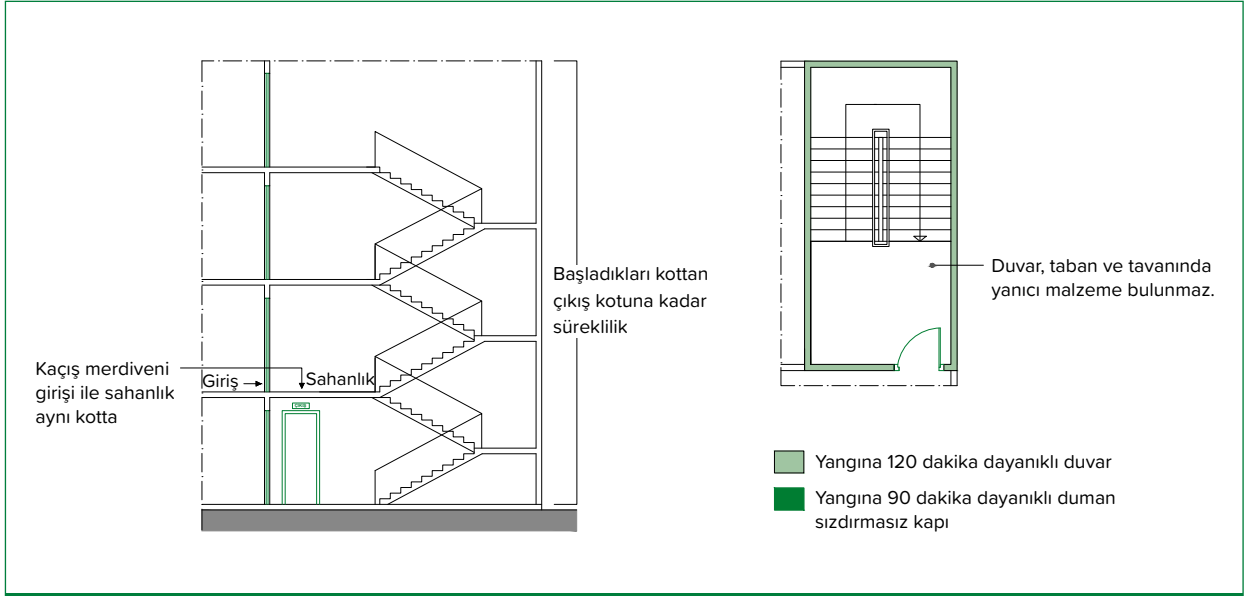 Başladıkları kottan
çıkış kotuna kadar
süreklilik
Kaçış merdiveni
girişi ile sahanlık
aynı kotta
Giriş
Sahanlık
ÇIKIŞ
Duvar, taban ve tavanında
yanıcı malzeme bulunmaz.
Yangına 120 dakika dayanıklı duvar
Yangına 90 dakika dayanıklı duman
sızdırmasız kapı